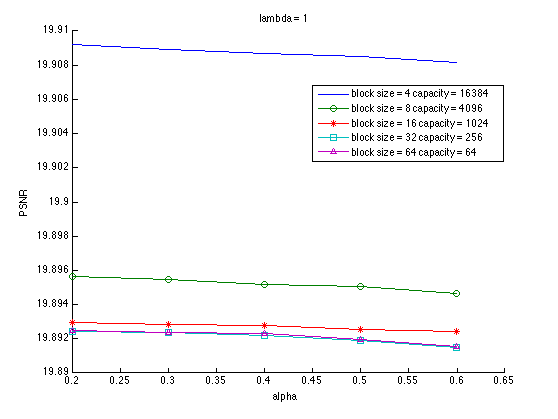 lambda = 1
19.91
19.908
19.906
19.904
19.902
19.9
19.898
19.896
19.894
19.892
19.89
PSNR
block size = 4 capacity = 16384
block size = 8 capacity = 4096
block size = 16 capacity = 1024
block size = 32 capacity = 256
block size = 64 capacity = 64
0.2 0.25 0.3 0.35 0.4 0.45 0.5 0.55 0.6 0.65
alpha